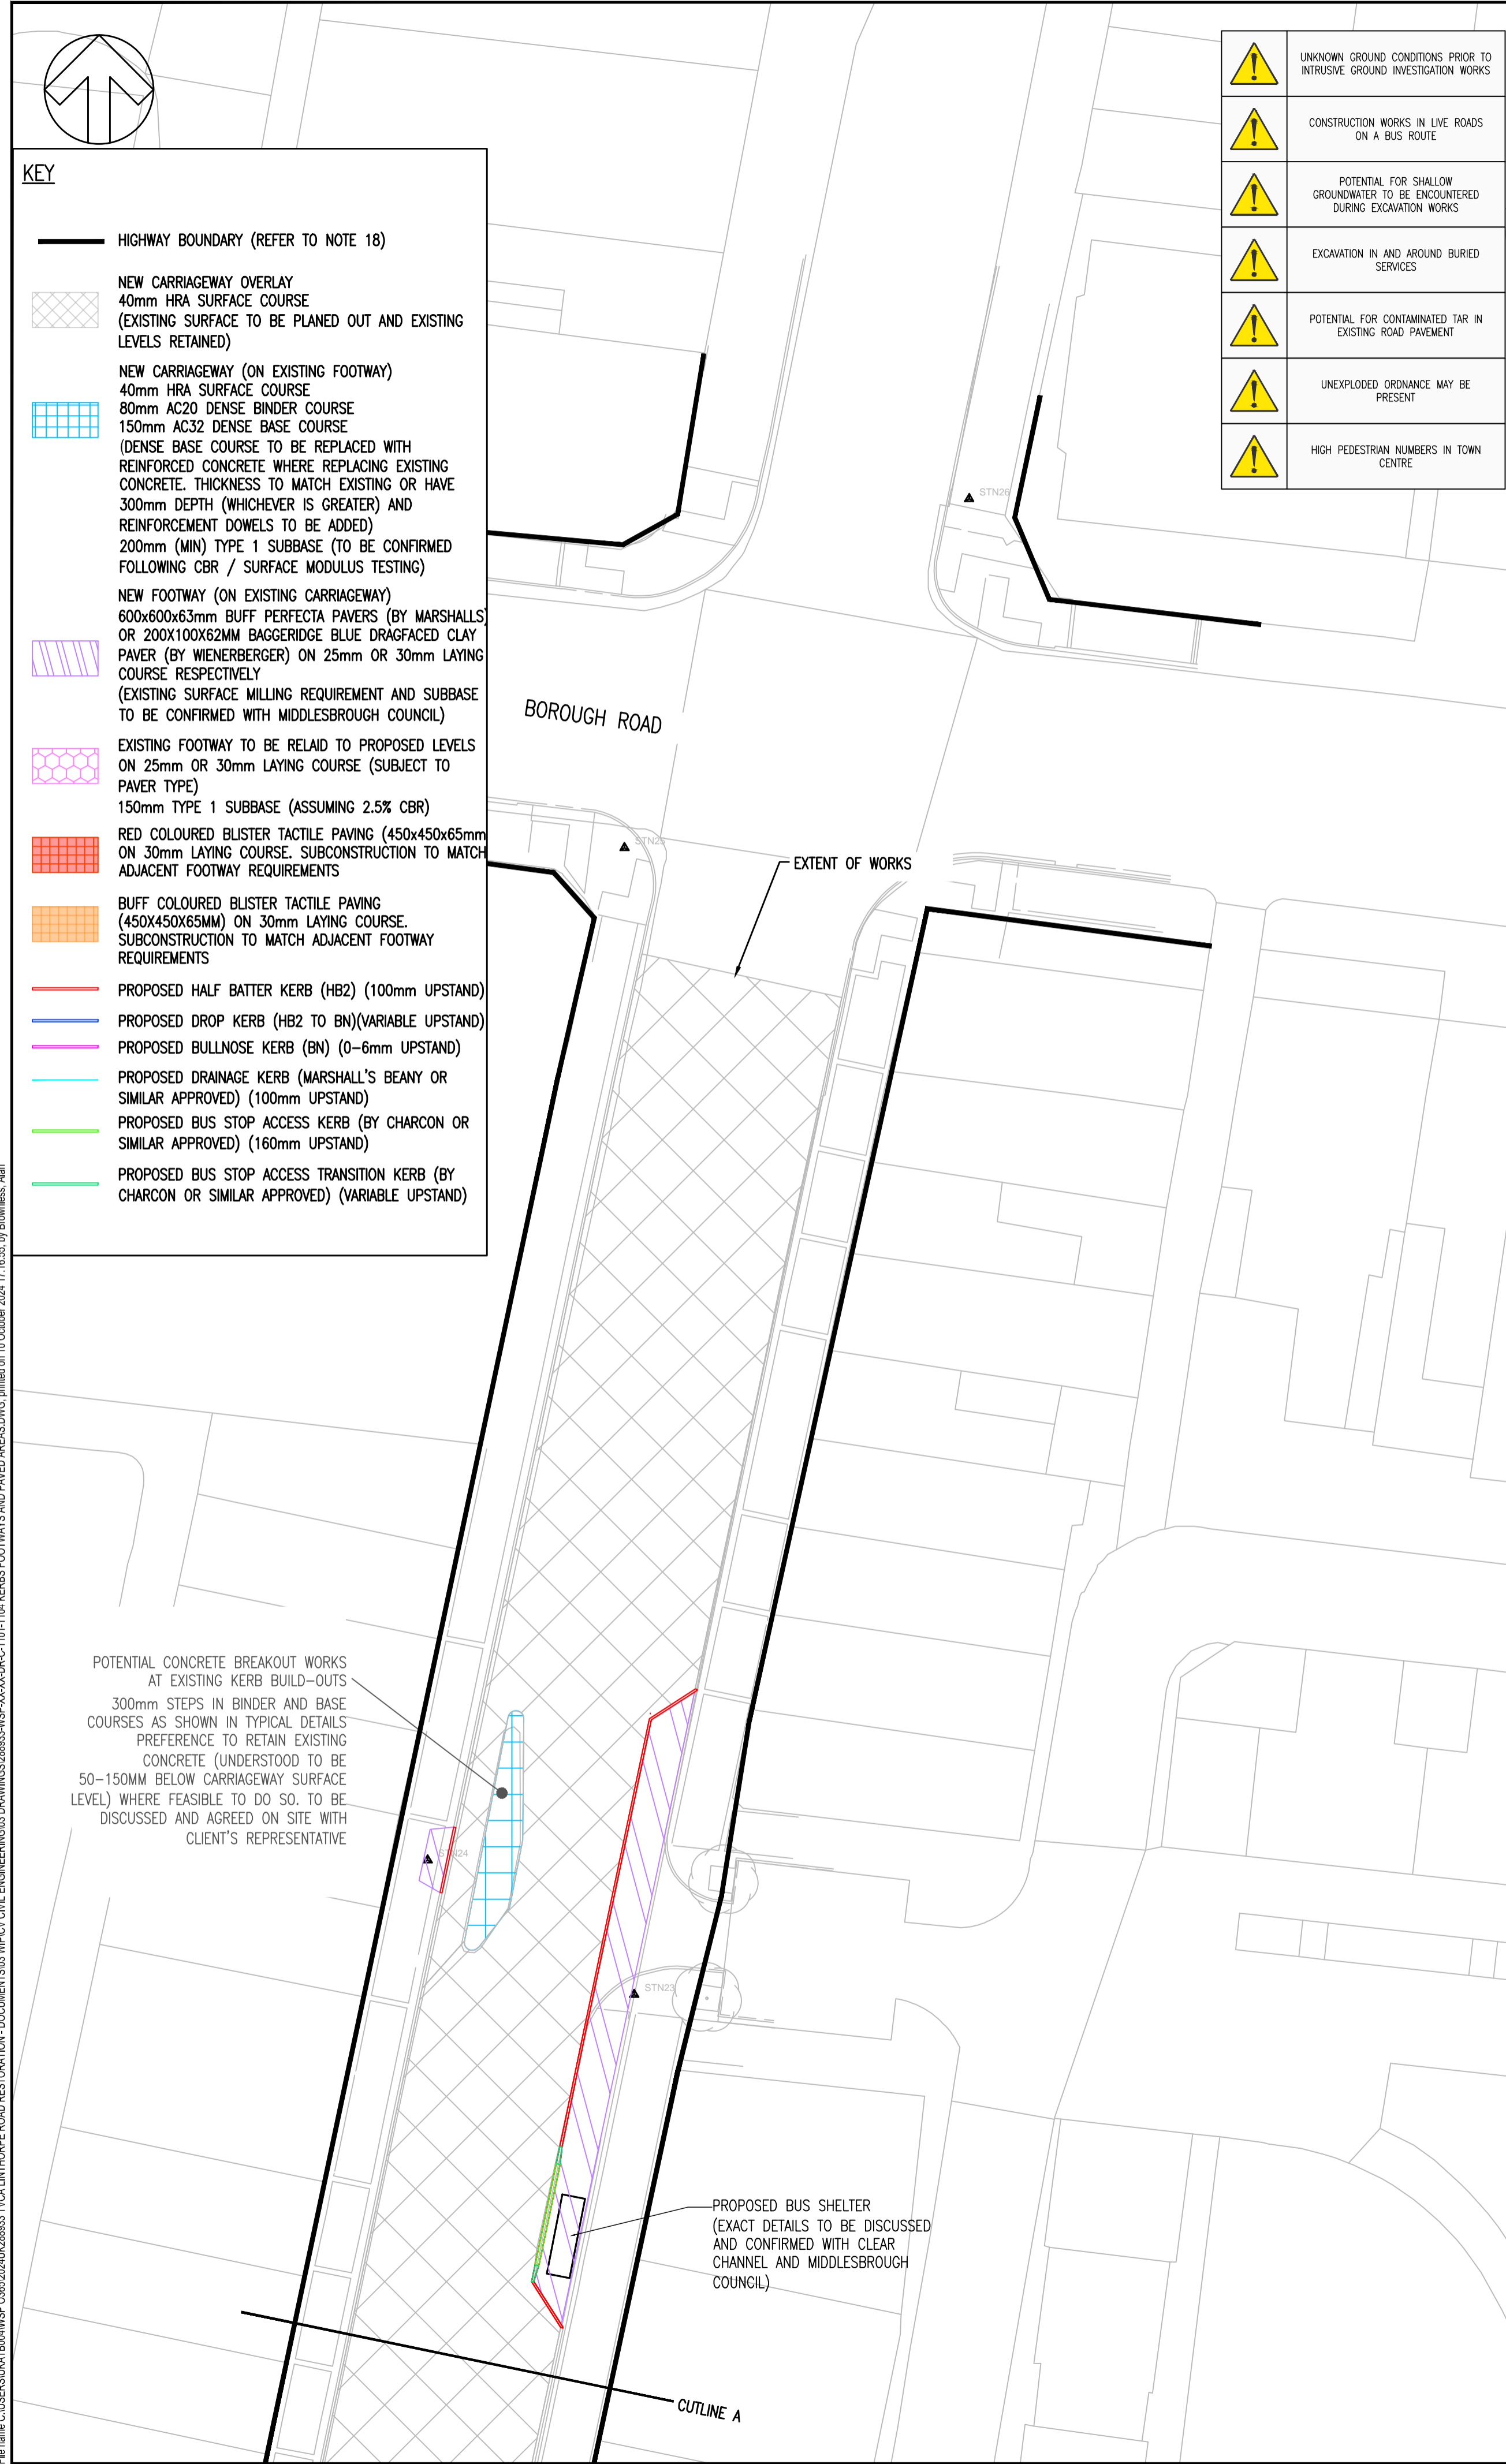 KEY
HIGHWAY BOUNDARY (REFER TO NOTE 18)
NEW CARRIAGEWAY OVERLAY
40mm HRA SURFACE COURSE
(EXISTING SURFACE TO BE PLANED OUT AND EXISTING
LEVELS RETAINED)
NEW CARRIAGEWAY (ON EXISTING FOOTWAY)
40mm HRA SURFACE COURSE
80mm AC20 DENSE BINDER COURSE
150mm AC32 DENSE BASE COURSE
(DENSE BASE COURSE TO BE REPLACED WITH
REINFORCED CONCRETE WHERE REPLACING EXISTING
CONCRETE. THICKNESS TO MATCH EXISTING OR HAVE
300mm DEPTH (WHICHEVER IS GREATER) AND
REINFORCEMENT DOWELS TO BE ADDED)
200mm (MIN) TYPE 1 SUBBASE (TO BE CONFIRMED
FOLLOWING CBR / SURFACE MODULUS TESTING)
NEW FOOTWAY (ON EXISTING CARRIAGEWAY)
600x600x63mm BUFF PERFECTA PAVERS (BY MARSHALLS)
OR 200X100X62MM BAGGERIDGE BLUE DRAGFACED CLAY
PAVER (BY WIENERBERGER) ON 25mm OR 30mm LAYING
COURSE RESPECTIVELY
(EXISTING SURFACE MILLING REQUIREMENT AND SUBBASE
TO BE CONFIRMED WITH MIDDLESBROUGH COUNCIL)
EXISTING FOOTWAY TO BE RELAID TO PROPOSED LEVELS
ON 25mm OR 30mm LAYING COURSE (SUBJECT TO
PAVER TYPE)
150mm TYPE 1 SUBBASE (ASSUMING 2.5% CBR)
RED COLOURED BLISTER TACTILE PAVING (450x450x65mm
ON 30mm LAYING COURSE. SUBCONSTRUCTION TO MATCH
ADJACENT FOOTWAY REQUIREMENTS
BUFF COLOURED BLISTER TACTILE PAVING
(450X450X65MM) ON 30mm LAYING COURSE.
SUBCONSTRUCTION TO MATCH ADJACENT FOOTWAY
REQUIREMENTS
PROPOSED HALF BATTER KERB (HB2) (100mm UPSTAND)
PROPOSED DROP KERB (HB2 TO BN)(VARIABLE UPSTAND)
PROPOSED BULLNOSE KERB (BN) (0-6mm UPSTAND)
PROPOSED DRAINAGE KERB (MARSHALL'S BEANY OR
SIMILAR APPROVED) (100mm UPSTAND)
PROPOSED BUS STOP ACCESS KERB (BY CHARCON OR
SIMILAR APPROVED) (160mm UPSTAND)
PROPOSED BUS STOP ACCESS TRANSITION KERB (BY
CHARCON OR SIMILAR APPROVED) (VARIABLE UPSTAND)
UNKNOWN GROUND CONDITIONS PRIOR TO
INTRUSIVE GROUND INVESTIGATION WORKS
CONSTRUCTION WORKS IN LIVE ROADS
ON A BUS ROUTE
POTENTIAL FOR SHALLOW
GROUNDWATER TO BE ENCOUNTERED
DURING EXCAVATION WORKS
EXCAVATION IN AND AROUND BURIED
SERVICES
POTENTIAL FOR CONTAMINATED TAR IN
EXISTING ROAD PAVEMENT
UNEXPLODED ORDNANCE MAY BE
PRESENT
HIGH PEDESTRIAN NUMBERS IN TOWN
CENTRE
STN26
BOROUGH ROAD
STN25
EXTENT OF WORKS
POTENTIAL CONCRETE BREAKOUT WORKS
AT EXISTING KERB BUILD-OUTS
300mm STEPS IN BINDER AND BASE
COURSES AS SHOWN IN TYPICAL DETAILS
PREFERENCE TO RETAIN EXISTING
CONCRETE (UNDERSTOOD TO BE
50-150MM BELOW CARRIAGEWAY SURFACE
LEVEL) WHERE FEASIBLE TO DO SO. TO BE
DISCUSSED AND AGREED ON SITE WITH
CLIENT'S REPRESENTATIVE
STN24
STN23
PROPOSED BUS SHELTER
(EXACT DETAILS TO BE DISCUSSED
AND CONFIRMED WITH CLEAR
CHANNEL AND MIDDLESBROUGH
COUNCIL)
CUTLINE A